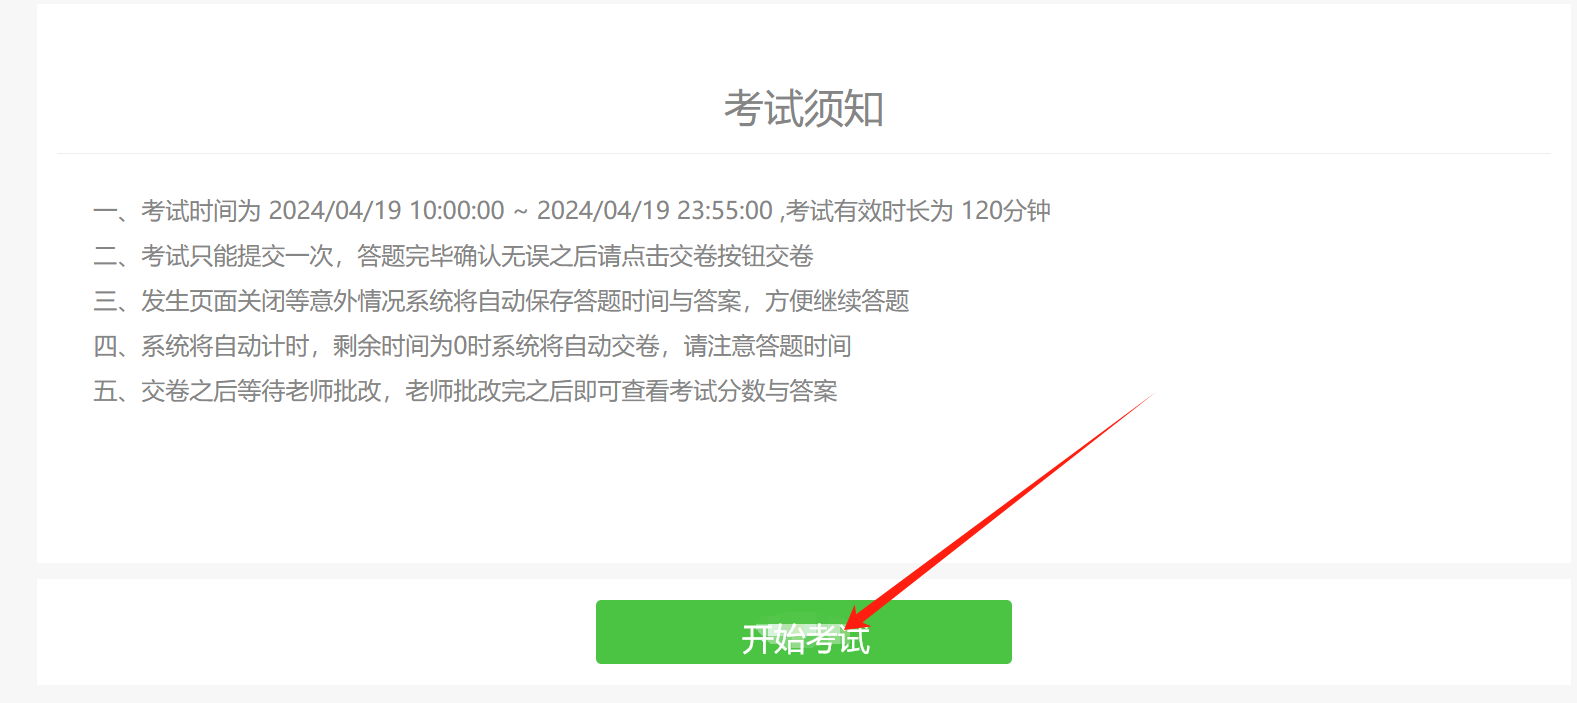 考试须知
一、考试时间为 2024/04/19 10:00:00 ~ 2024/04/19 23:55:00 ,考试有效时长为 120分钟
二、考试只能提交一次，答题完毕确认无误之后请点击交卷按钮交卷
三、发生页面关闭等意外情况系统将自动保存答题时间与答案，方便继续答题
四、系统将自动计时，剩余时间为0时系统将自动交卷，请注意答题时间
五、交卷之后等待老师批改，老师批改完之后即可查看考试分数与答案
开始考试